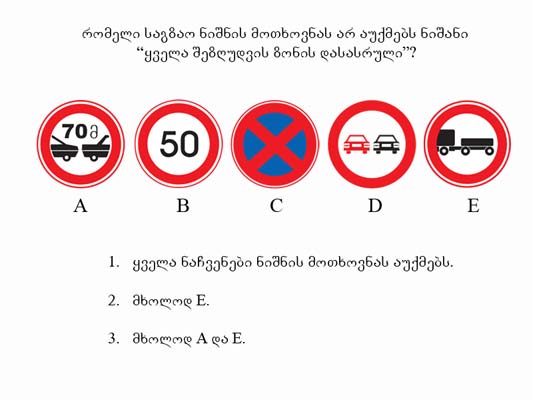 რომელი საგზაო ნიშნის მოთხოვნას არ აუქმებს ნიშანი
“ყველა შეზღუდვის ზონის დასასრული”?
70მ 50
A B C D E
1. ყველა ნაჩვენები ნიშნის მოთხოვნას აუქმებს.
2. მხოლოდ E.
3. მხოლოდ A და E.